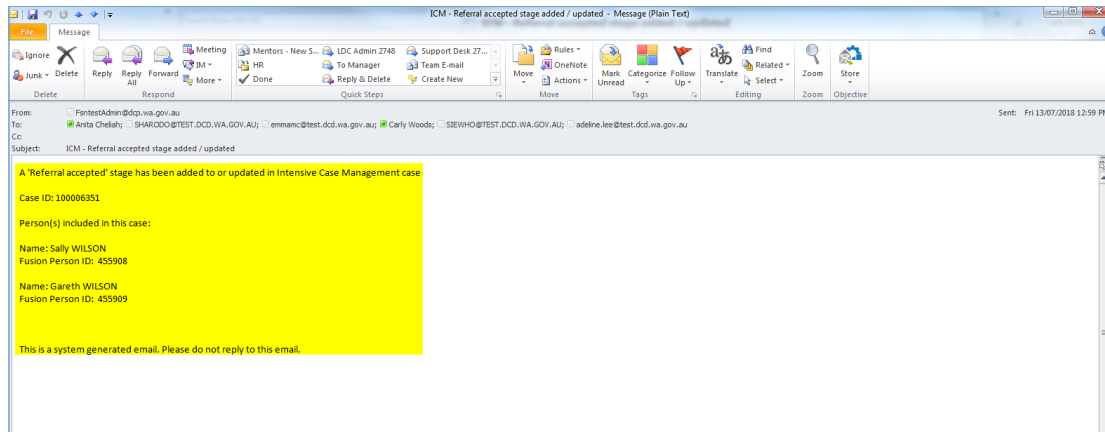 ICM - Referral accepted stage added / updated - Message (Plain Text)
File Message
Ignore
Junk
Delete
Reply
Reply All
Forward
Meeting
IM
More
Mentors - New S...
HR
Done
LDC Admin 2748
To Manager
Reply & Delete
Support Desk 27...
Team E-mail
Create New
Move
Rules
OneNote
Actions
Mark Unread
Categorize
Follow Up
Translate
Find
Related
Select
Zoom
Store
Delete Respond Quick Steps Move Tags Editing Zoom Objective
From: FsntestAdmin@dcp.wa.gov.au Sent: Fri 13/07/2018 12:59 PM
To: Anita Cheliah; SHARODO@TEST.DCD.WA.GOV.AU; emmamc@test.dcd.wa.gov.au; Carly Woods; SIEWHO@TEST.DCD.WA.GOV.AU; adeline.lee@test.dcd.wa.gov.au
Cc:
Subject: ICM - Referral accepted stage added / updated
A 'Referral accepted' stage has been added to or updated in Intensive Case Management case
Case ID: 100006351
Person(s) included in this case:
Name: Sally WILSON
Fusion Person ID: 455908
Name: Gareth WILSON
Fusion Person ID: 455909
This is a system generated email. Please do not reply to this email.